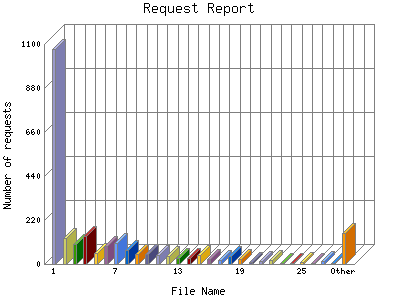 Request Report
Number of requests
1100
880
660
440
220
0
1 7 13 19 25 Other
File Name